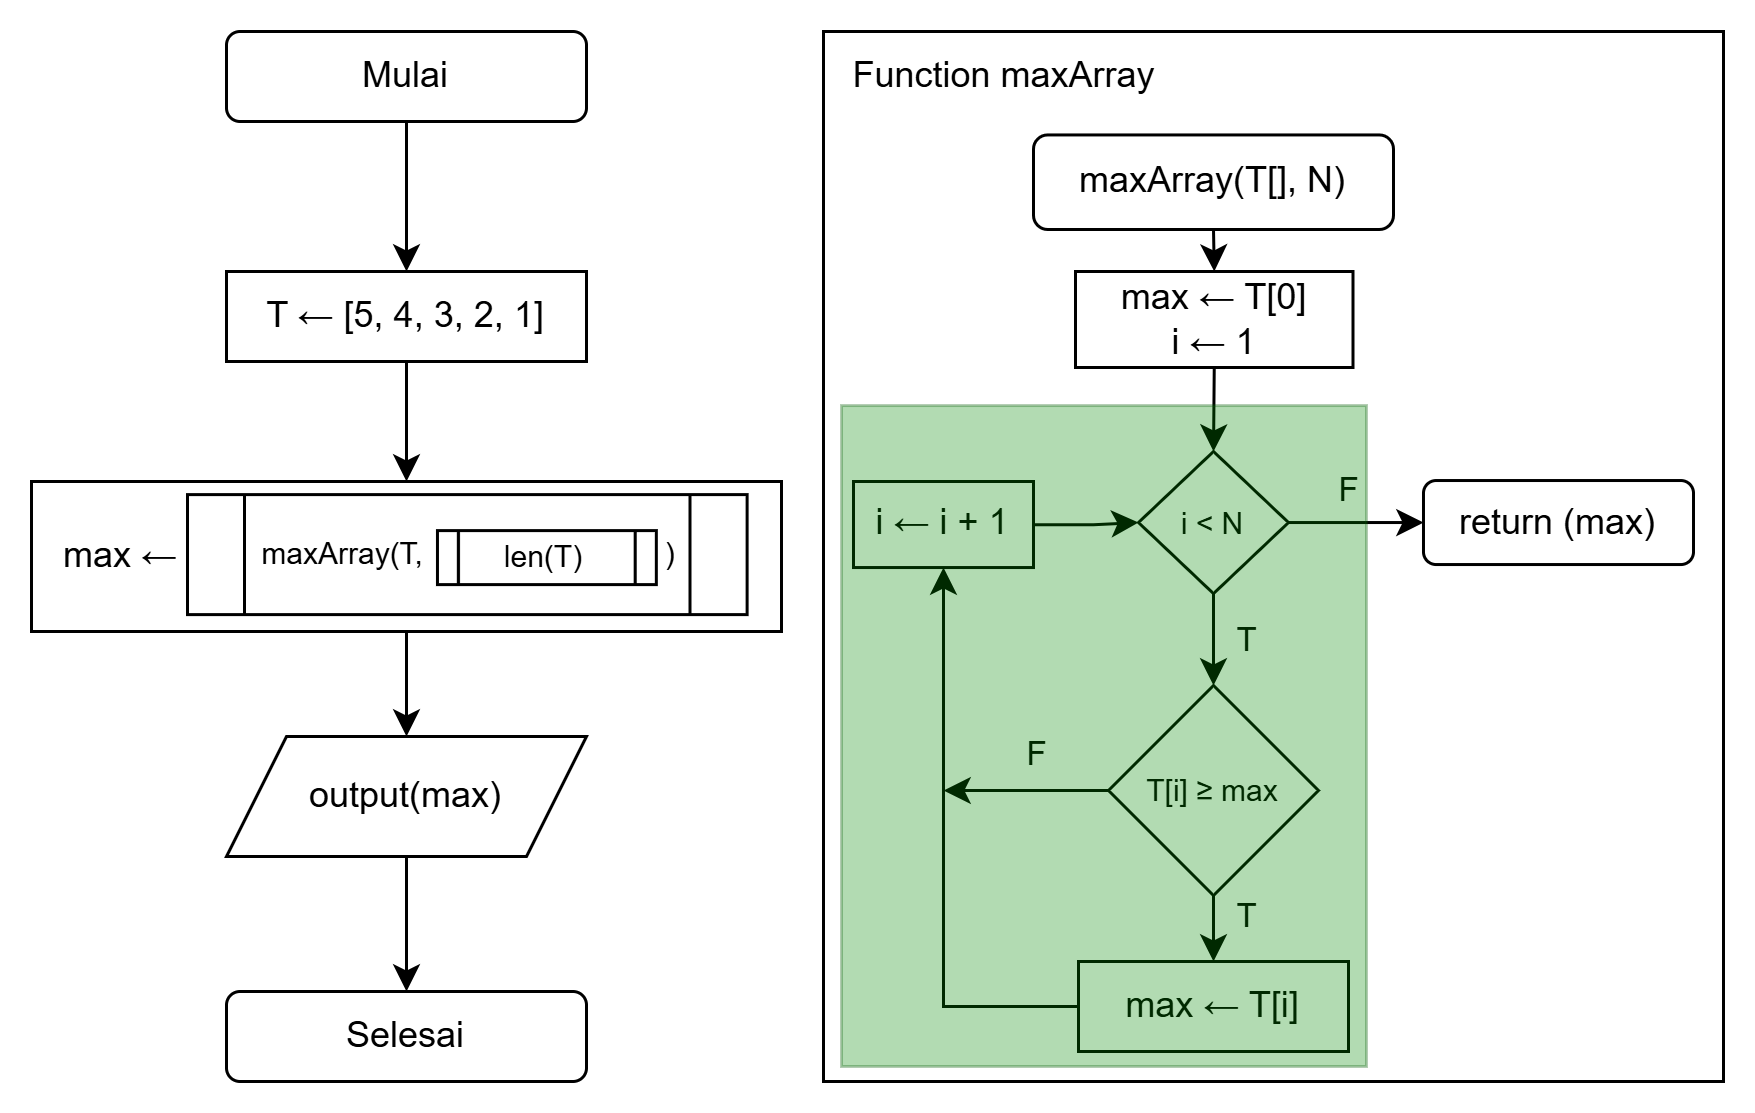 Mulai
T ← [5, 4, 3, 2, 1]
max ← maxArray(T, len(T) )
output(max)
Selesai
Function maxArray
maxArray(T[], N)
max ← T[0]
i ← 1
i ← i + 1
i < N
F
return (max)
T
F
T[i] ≥ max
T
max ← T[i]